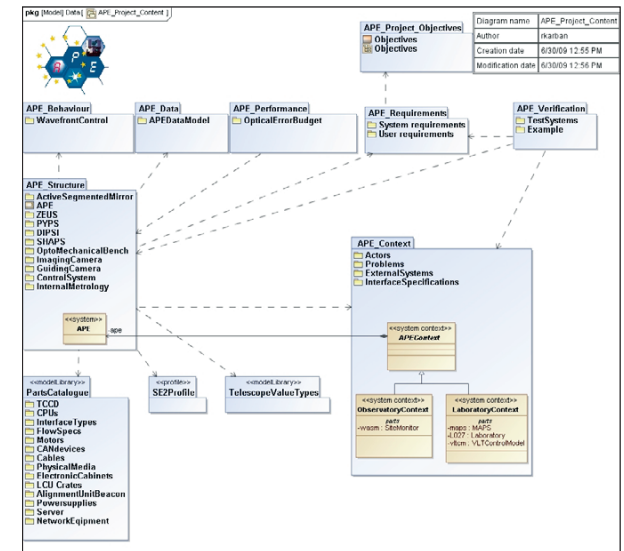 pkg [Model] Data [ APE_Project_Content ]
Diagram name APE_Project_Content
Author rkarban
Creation date 6/30/09 12:55 PM
Modification date 6/30/09 12:56 PM
A P E
APE_Project_Objectives
Objectives
Objectives
APE_Behaviour
WavefrontControl
APE_Data
APEDataModel
APE_Performance
OpticalErrorBudget
APE_Requirements
System requirements
User requirements
APE_Verification
TestSystems
Example
APE_Structure
ActiveSegmentedMirror
APE
ZEUS
PYPS
DIPSI
SHAPS
OptoMechanicalBench
ImagingCamera
GuidingCamera
ControlSystem
InternalMetrology
<<system>>
APE
-ape
APE_Context
Actors
Problems
ExternalSystems
InterfaceSpecifications
<<system context>>
APEContext
<<system context>>
ObservatoryContext
parts
-wssm : SiteMonitor
<<system context>>
LaboratoryContext
parts
-maps : MAPS
-L027 : Laboratory
-vltcm : VLTControlModel
<<modelLibrary>>
PartsCatalogue
TCCD
CPUs
InterfaceTypes
FlowSpecs
Motors
CANdevices
Cables
PhysicalMedia
ElectronicCabinets
LCU Crates
AlignmentUnitBeacon
Powersupplies
Server
NetworkEqipment
<<profile>>
SE2Profile
<<modelLibrary>>
TelescopeValueTypes